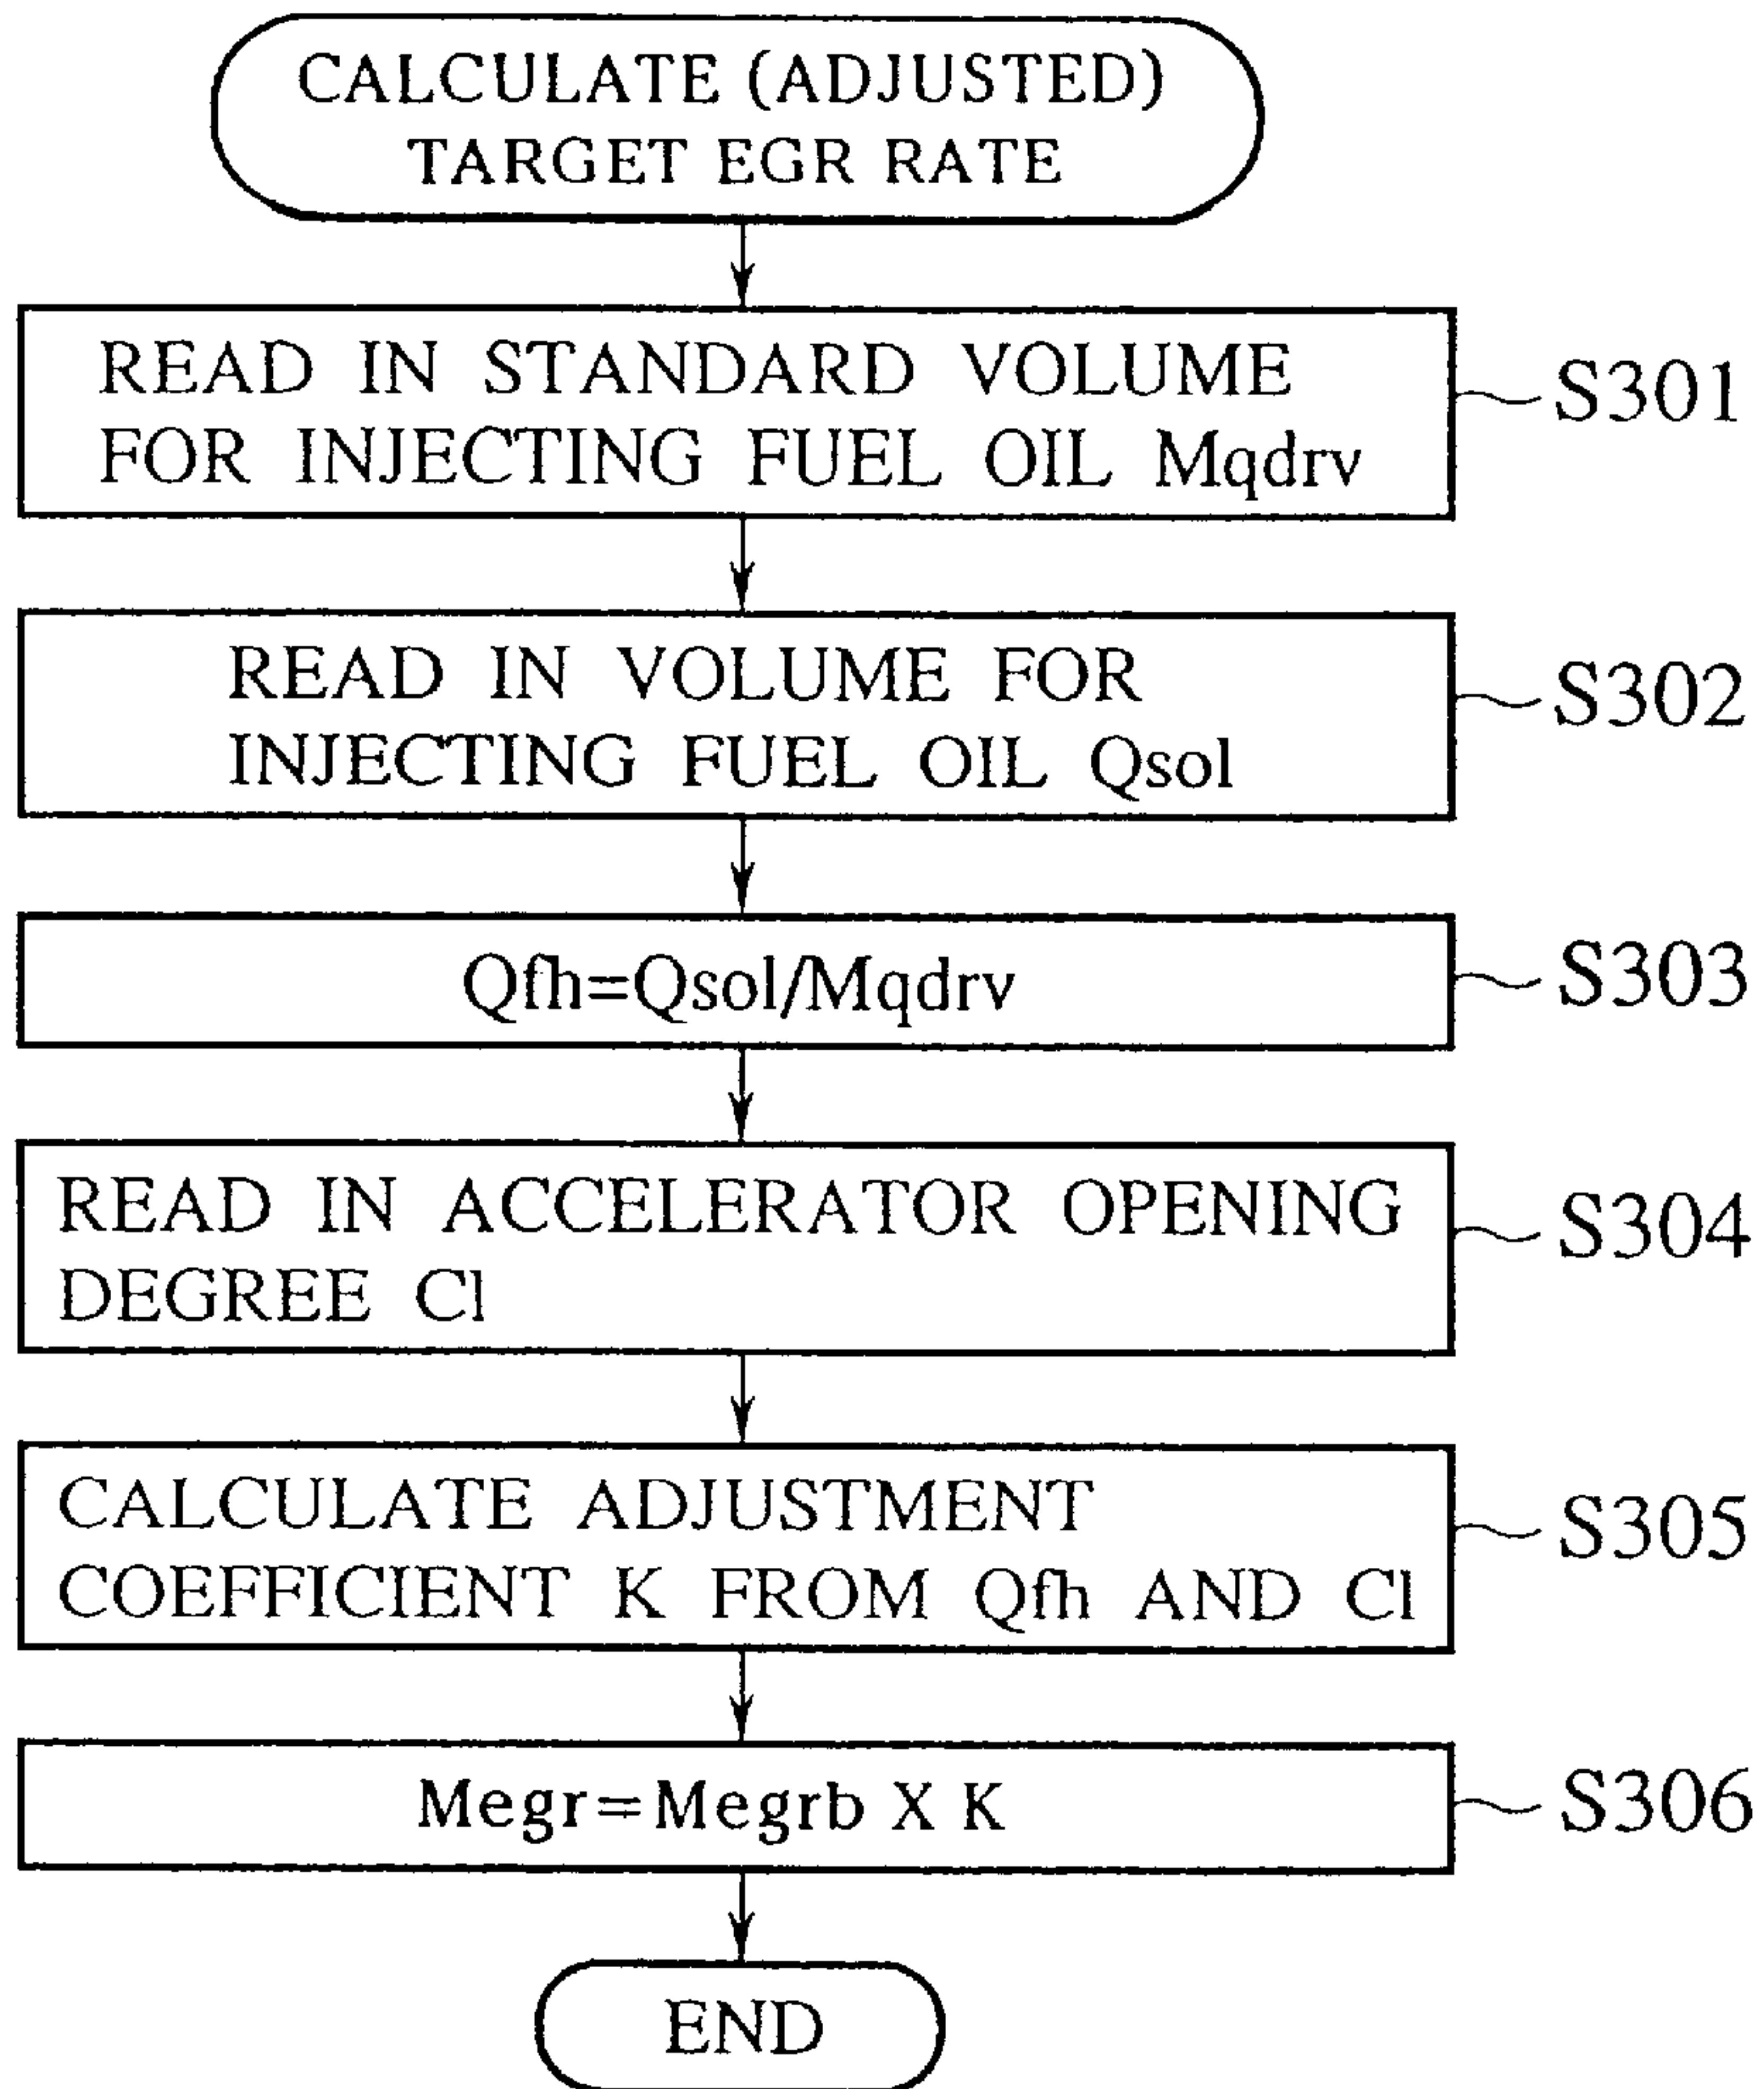 CALCULATE (ADJUSTED)
TARGET EGR RATE
READ IN STANDARD VOLUME
FOR INJECTING FUEL OIL Mqdrv
S301
READ IN VOLUME FOR
INJECTING FUEL OIL Qsol
S302
Qfh=Qsol/Mqdrv
S303
READ IN ACCELERATOR OPENING
DEGREE Cl
S304
CALCULATE ADJUSTMENT
COEFFICIENT K FROM Qfh AND Cl
S305
Megr=Megrb X K
S306
END